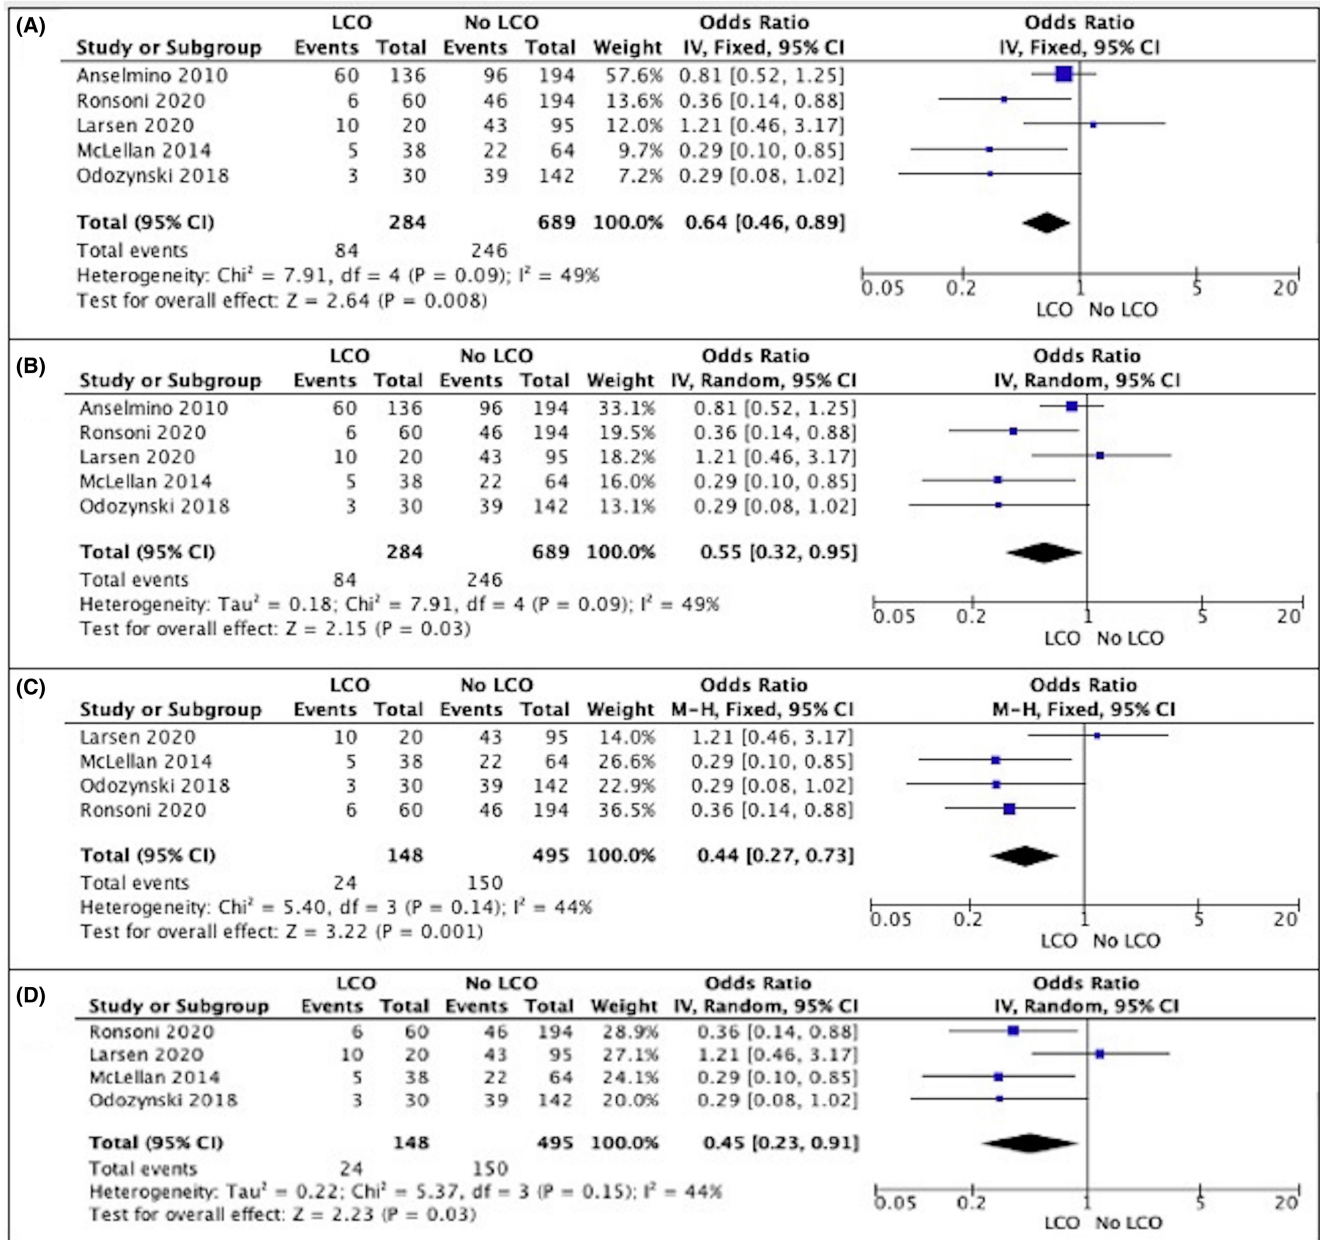 (A)
LCO No LCO Odds Ratio Odds Ratio
Study or Subgroup Events Total Events Total Weight IV, Fixed, 95% CI IV, Fixed, 95% CI
Anselmino 2010 60 136 96 194 57.6% 0.81 [0.52, 1.25]
Ronsoni 2020 6 60 46 194 13.6% 0.36 [0.14, 0.88]
Larsen 2020 10 20 43 95 12.0% 1.21 [0.46, 3.17]
McLellan 2014 5 38 22 64 9.7% 0.29 [0.10, 0.85]
Odozynski 2018 3 30 39 142 7.2% 0.29 [0.08, 1.02]
Total (95% CI) 284 689 100.0% 0.64 [0.46, 0.89]
Total events 84 246
Heterogeneity: Chi² = 7.91, df = 4 (P = 0.09); I² = 49%
Test for overall effect: Z = 2.64 (P = 0.008)
0.05 0.2 1 5 20
LCO No LCO
(B)
LCO No LCO Odds Ratio Odds Ratio
Study or Subgroup Events Total Events Total Weight IV, Random, 95% CI IV, Random, 95% CI
Anselmino 2010 60 136 96 194 33.1% 0.81 [0.52, 1.25]
Ronsoni 2020 6 60 46 194 19.5% 0.36 [0.14, 0.88]
Larsen 2020 10 20 43 95 18.2% 1.21 [0.46, 3.17]
McLellan 2014 5 38 22 64 16.0% 0.29 [0.10, 0.85]
Odozynski 2018 3 30 39 142 13.1% 0.29 [0.08, 1.02]
Total (95% CI) 284 689 100.0% 0.55 [0.32, 0.95]
Total events 84 246
Heterogeneity: Tau² = 0.18; Chi² = 7.91, df = 4 (P = 0.09); I² = 49%
Test for overall effect: Z = 2.15 (P = 0.03)
0.05 0.2 1 5 20
LCO No LCO
(C)
LCO No LCO Odds Ratio Odds Ratio
Study or Subgroup Events Total Events Total Weight M-H, Fixed, 95% CI M-H, Fixed, 95% CI
Larsen 2020 10 20 43 95 14.0% 1.21 [0.46, 3.17]
McLellan 2014 5 38 22 64 26.6% 0.29 [0.10, 0.85]
Odozynski 2018 3 30 39 142 22.9% 0.29 [0.08, 1.02]
Ronsoni 2020 6 60 46 194 36.5% 0.36 [0.14, 0.88]
Total (95% CI) 148 495 100.0% 0.44 [0.27, 0.73]
Total events 24 150
Heterogeneity: Chi² = 5.40, df = 3 (P = 0.14); I² = 44%
Test for overall effect: Z = 3.22 (P = 0.001)
0.05 0.2 1 5 20
LCO No LCO
(D)
LCO No LCO Odds Ratio Odds Ratio
Study or Subgroup Events Total Events Total Weight IV, Random, 95% CI IV, Random, 95% CI
Ronsoni 2020 6 60 46 194 28.9% 0.36 [0.14, 0.88]
Larsen 2020 10 20 43 95 27.1% 1.21 [0.46, 3.17]
McLellan 2014 5 38 22 64 24.1% 0.29 [0.10, 0.85]
Odozynski 2018 3 30 39 142 20.0% 0.29 [0.08, 1.02]
Total (95% CI) 148 495 100.0% 0.45 [0.23, 0.91]
Total events 24 150
Heterogeneity: Tau² = 0.22; Chi² = 5.37, df = 3 (P = 0.15); I² = 44%
Test for overall effect: Z = 2.23 (P = 0.03)
0.05 0.2 1 5 20
LCO No LCO